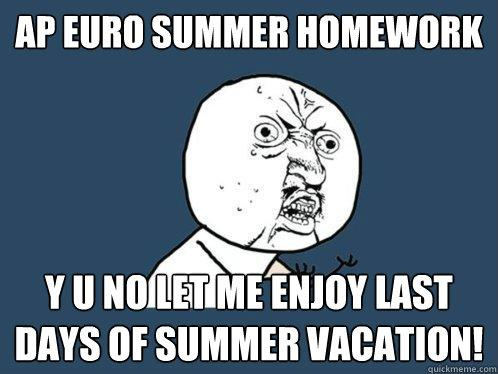 AP EURO SUMMER HOMEWORK
Y U NO LET ME ENJOY LAST
DAYS OF SUMMER VACATION!
quickmeme.com